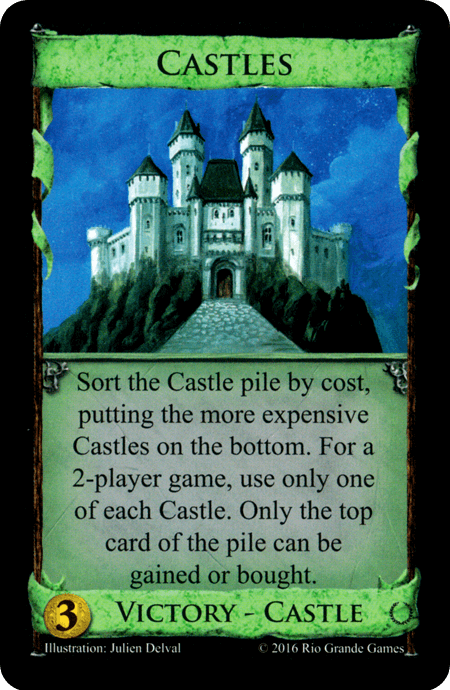 CASTLES
Sort the Castle pile by cost,
putting the more expensive
Castles on the bottom. For a
2-player game, use only one
of each Castle. Only the top
card of the pile can be
gained or bought.
3 VICTORY - CASTLE
Illustration: Julien Delval © 2016 Rio Grande Games